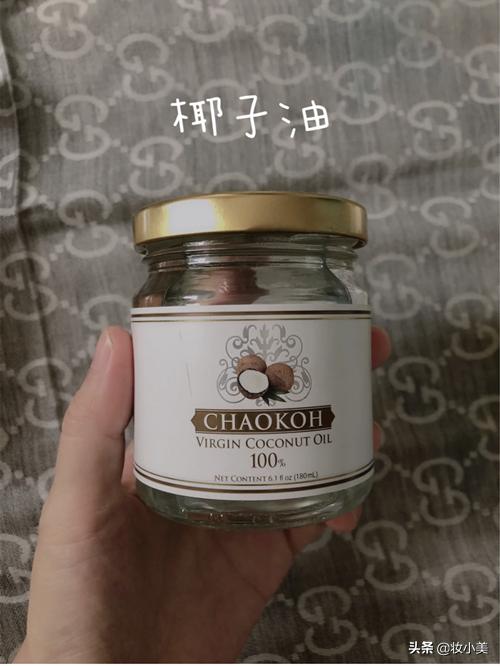 椰子油
CHAOKOH
VIRGIN COCONUT OIL
100%
NET CONTENT 6.1 fl oz (180mL)
头条 @妆小美